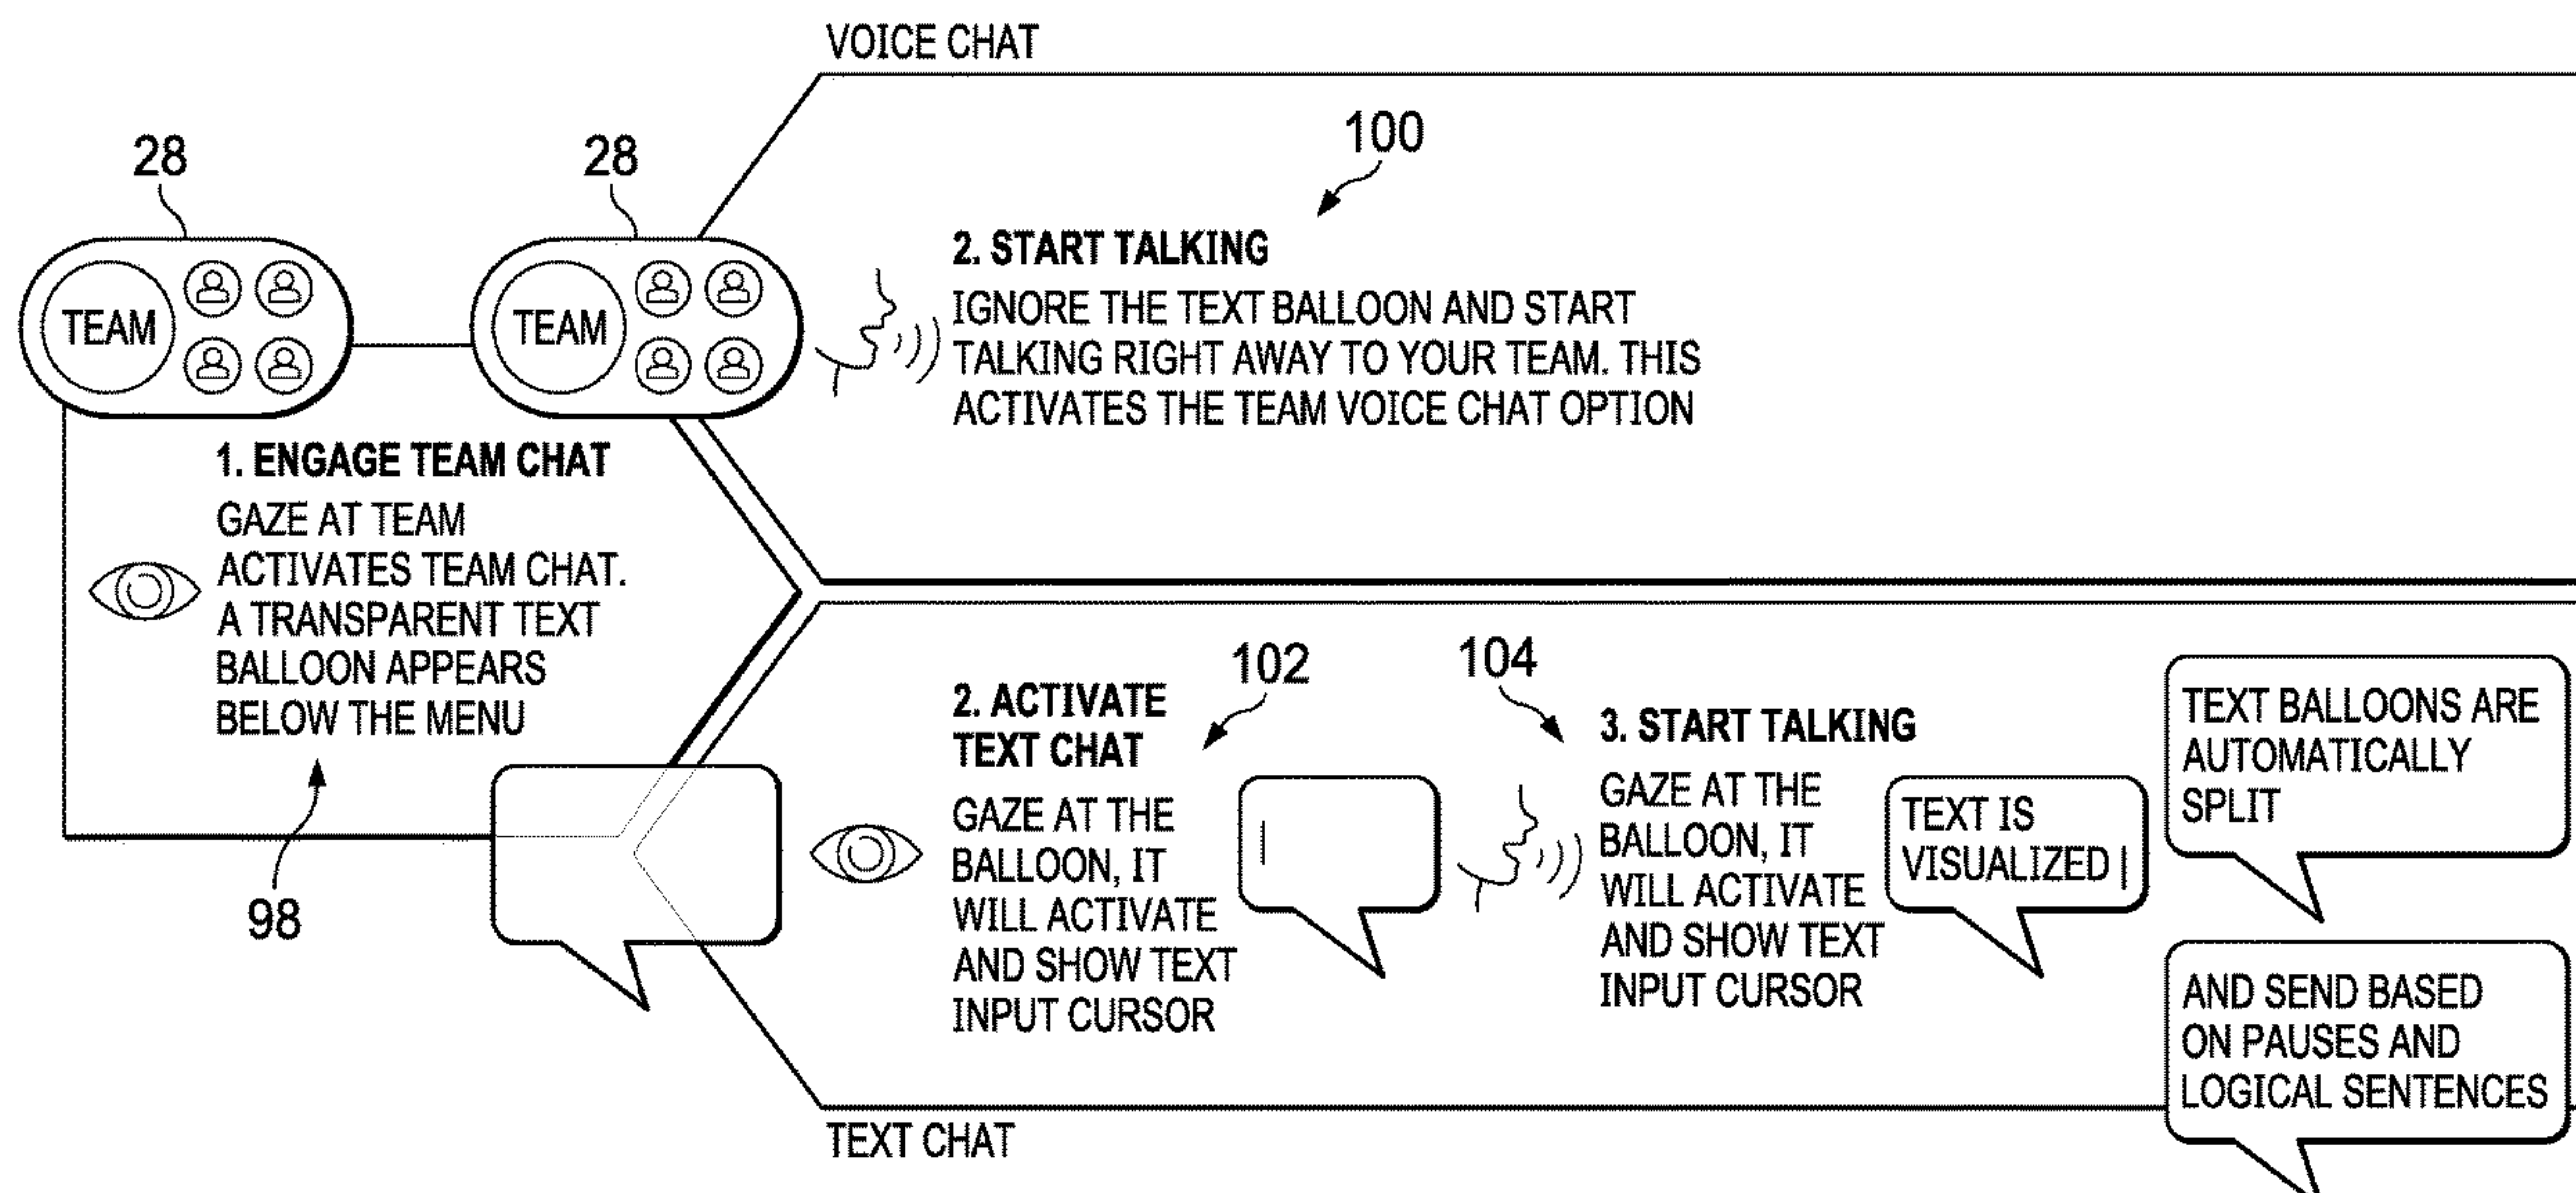 VOICE CHAT
28
28
100
TEAM
TEAM
2. START TALKING
IGNORE THE TEXT BALLOON AND START
TALKING RIGHT AWAY TO YOUR TEAM. THIS
ACTIVATES THE TEAM VOICE CHAT OPTION
1. ENGAGE TEAM CHAT
GAZE AT TEAM
ACTIVATES TEAM CHAT.
A TRANSPARENT TEXT
BALLOON APPEARS
BELOW THE MENU
98
102
2. ACTIVATE
TEXT CHAT
GAZE AT THE
BALLOON, IT
WILL ACTIVATE
AND SHOW TEXT
INPUT CURSOR
104
3. START TALKING
GAZE AT THE
BALLOON, IT
WILL ACTIVATE
AND SHOW TEXT
INPUT CURSOR
TEXT IS
VISUALIZED
TEXT BALLOONS ARE
AUTOMATICALLY
SPLIT
AND SEND BASED
ON PAUSES AND
LOGICAL SENTENCES
TEXT CHAT